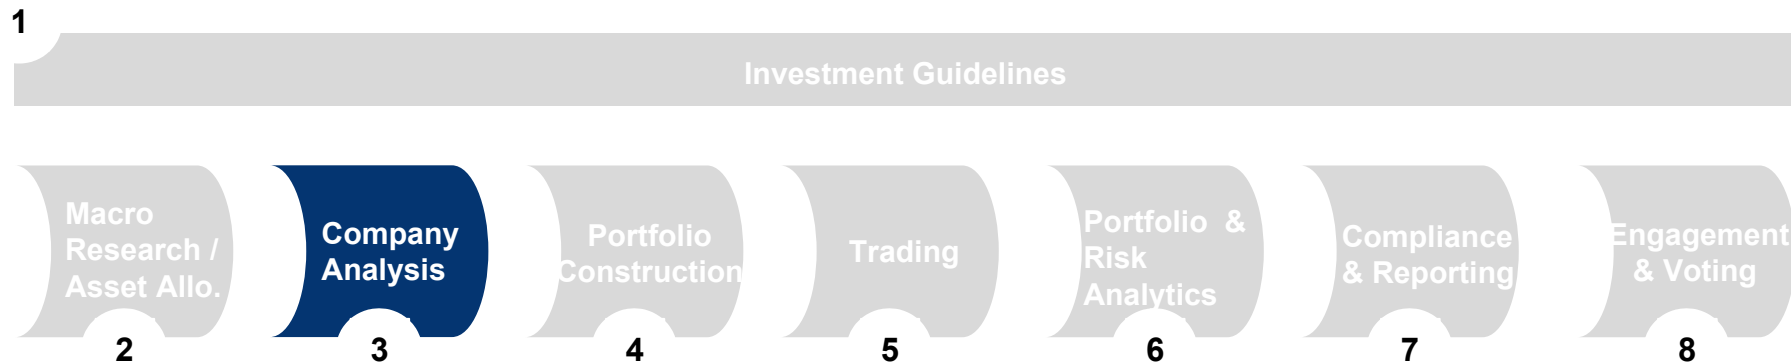 1
Investment Guidelines
Macro
Research /
Asset Allo.
Company
Analysis
Portfolio
Construction
Trading
Portfolio &
Risk
Analytics
Compliance
& Reporting
Engagement
& Voting
2
3
4
5
6
7
8